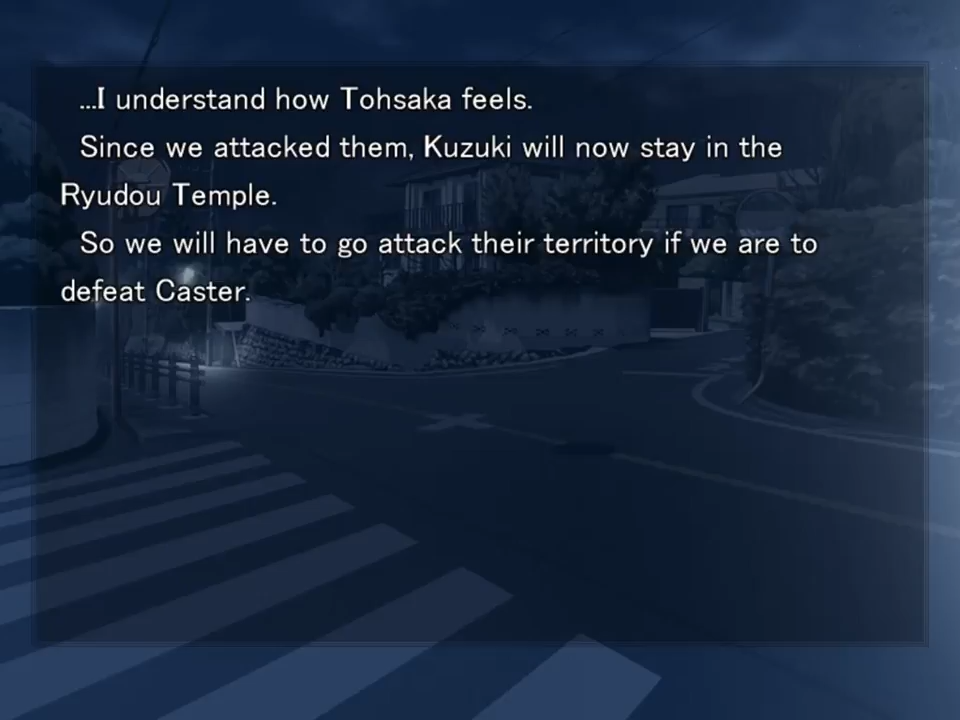 ...I understand how Tohsaka feels.
Since we attacked them, Kuzuki will now stay in the
Ryudou Temple.
So we will have to go attack their territory if we are to
defeat Caster.